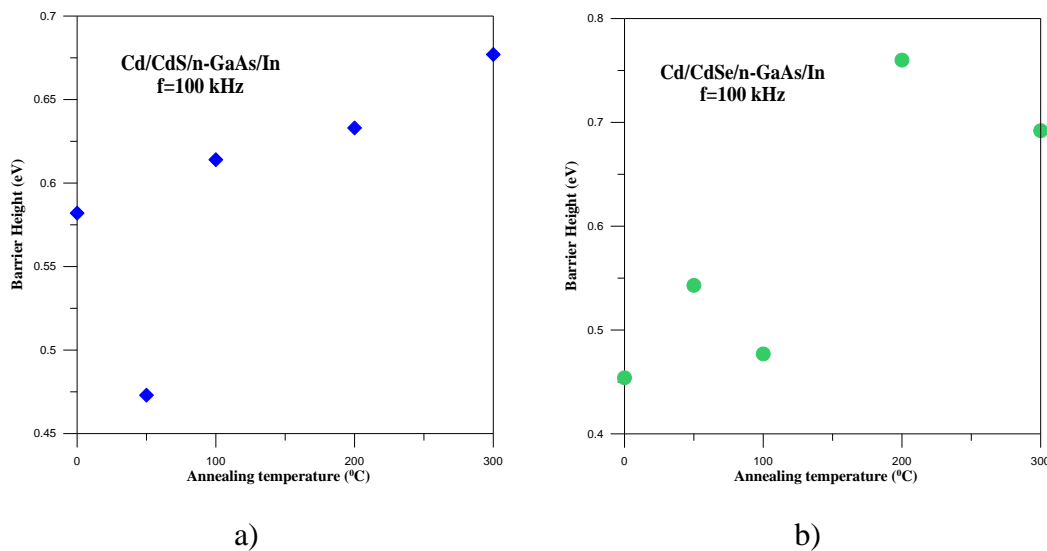 0.7
0.65
0.6
0.55
0.5
0.45
Barrier Height (eV)
Cd/CdS/n-GaAs/In
f=100 kHz
0
100
200
300
Annealing temperature (⁰C)
a)
0.8
0.7
0.6
0.5
0.4
Barrier Height (eV)
Cd/CdSe/n-GaAs/In
f=100 kHz
0
100
200
300
Annealing temperature (⁰C)
b)